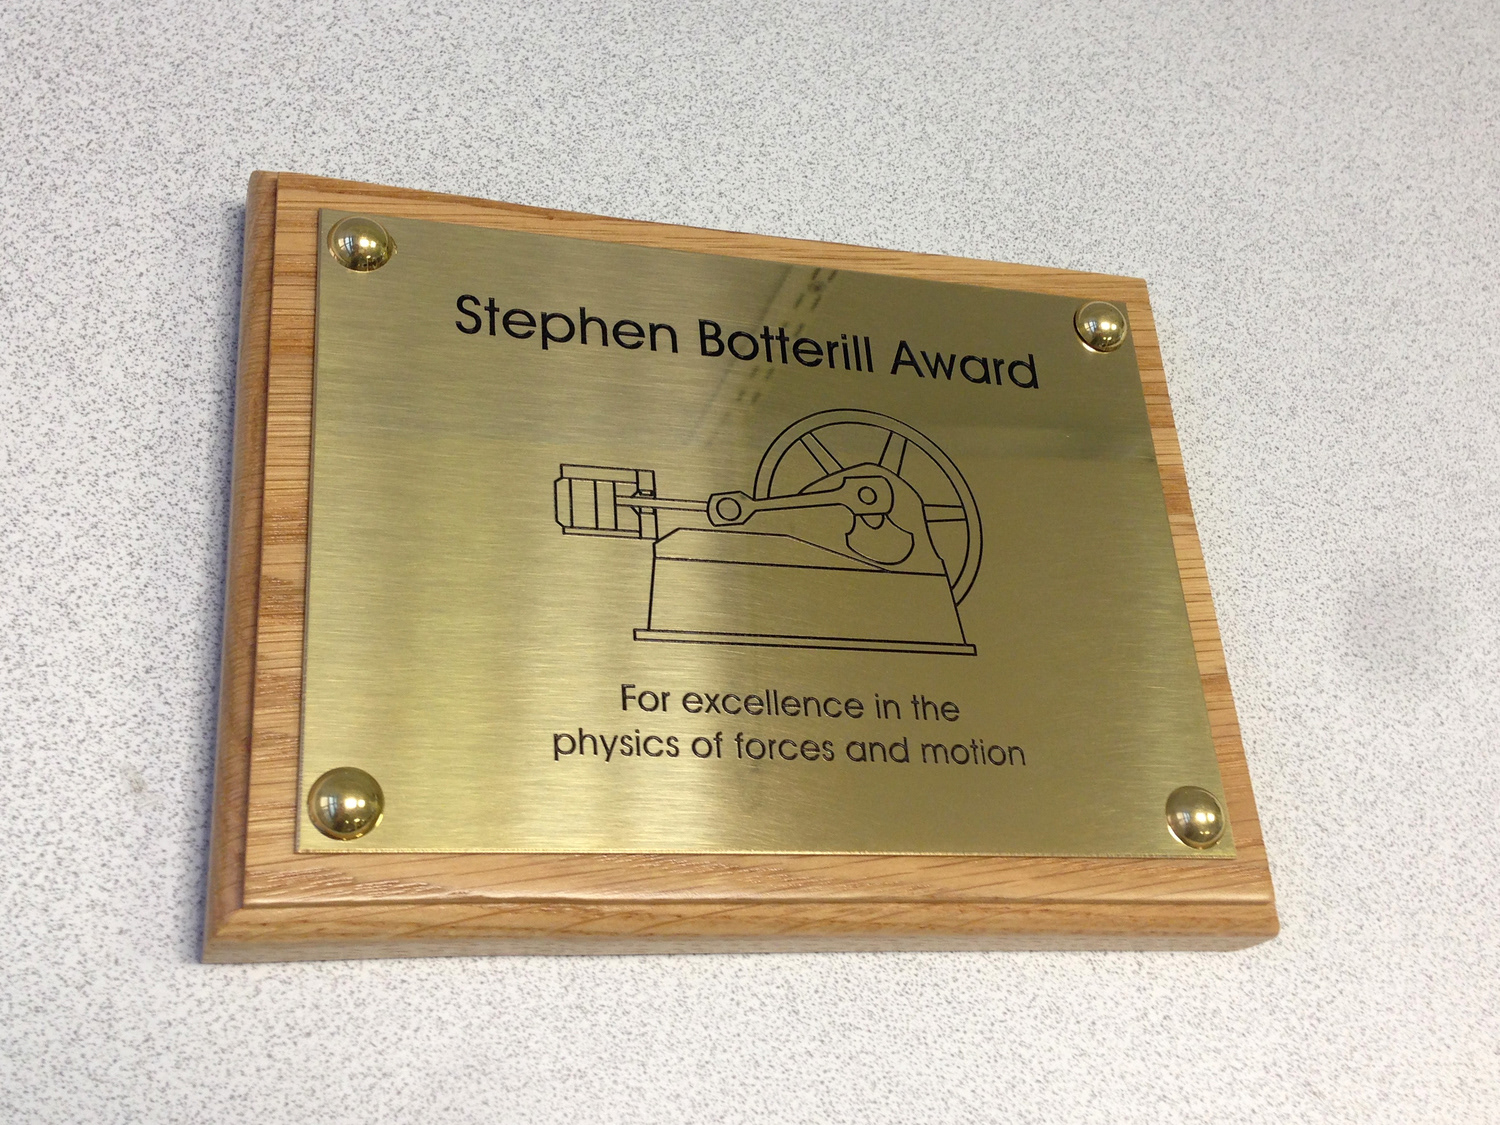 Stephen Botterill Award
For excellence in the
physics of forces and motion